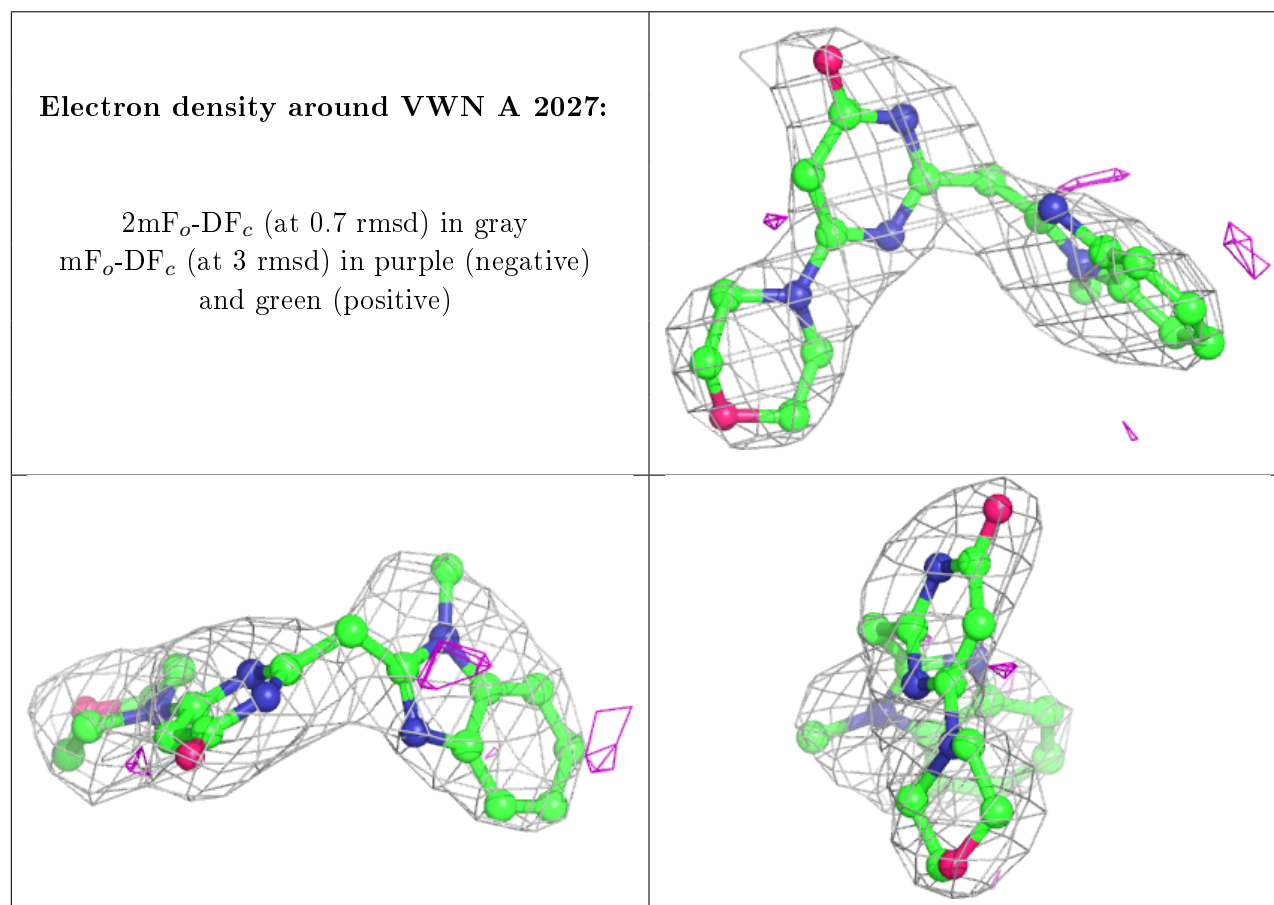 Electron density around VWN A 2027:
2mFo-DFc (at 0.7 rmsd) in gray
mFo-DFc (at 3 rmsd) in purple (negative)
and green (positive)